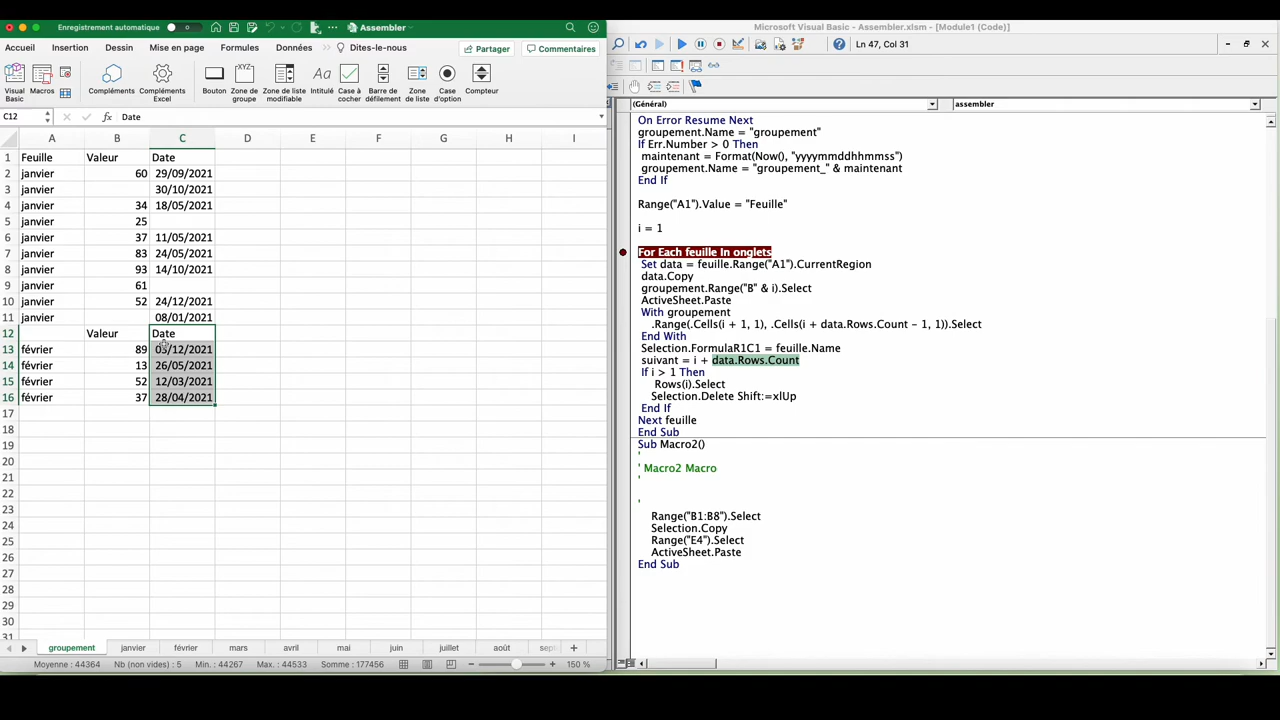 Enregistrement automatique
Assembler
Accueil Insertion Dessin Mise en page Formules Données Dites-le-nous Partager Commentaires
Visual Basic
Macros
Compléments
Compléments Excel
Bouton
Zone de groupe
Zone de liste modifiable
Intitulé
Case à cocher
Barre de défilement
Zone de liste
Case d'option
Compteur
C12 fx Date
A B C D E F G H I
1 Feuille Valeur Date
2 janvier 60 29/09/2021
3 janvier 30/10/2021
4 janvier 34 18/05/2021
5 janvier 25
6 janvier 37 11/05/2021
7 janvier 83 24/05/2021
8 janvier 93 14/10/2021
9 janvier 61
10 janvier 52 24/12/2021
11 janvier 08/01/2021
12 Valeur Date
13 février 89 /12/2021
14 février 13 26/05/2021
15 février 52 12/03/2021
16 février 37 28/04/2021
17
18
19
20
21
22
23
24
25
26
27
28
29
30
31
groupement janvier février mars avril mai juin juillet août
Moyenne : 44364 Nb (non vides) : 5 Min. : 44267 Max. : 44533 Somme : 177456 150 %
Microsoft Visual Basic - Assembler.xlsm - [Module1 (Code)]
Ln 47, Col 31
(Général) assembler
On Error Resume Next
groupement.Name = "groupement"
If Err.Number > 0 Then
maintenant = Format(Now(), "yyyymmddhhmmss")
groupement.Name = "groupement_" & maintenant
End If
Range("A1").Value = "Feuille"
i = 1
For Each feuille In onglets
Set data = feuille.Range("A1").CurrentRegion
data.Copy
groupement.Range("B" & i).Select
ActiveSheet.Paste
With groupement
.Range(.Cells(i + 1, 1), .Cells(i + data.Rows.Count - 1, 1)).Select
End With
Selection.FormulaR1C1 = feuille.Name
suivant = i + data.Rows.Count
If i > 1 Then
Rows(i).Select
Selection.Delete Shift:=xlUp
End If
Next feuille
End Sub
Sub Macro2()
'
' Macro2 Macro
'
'
Range("B1:B8").Select
Selection.Copy
Range("E4").Select
ActiveSheet.Paste
End Sub